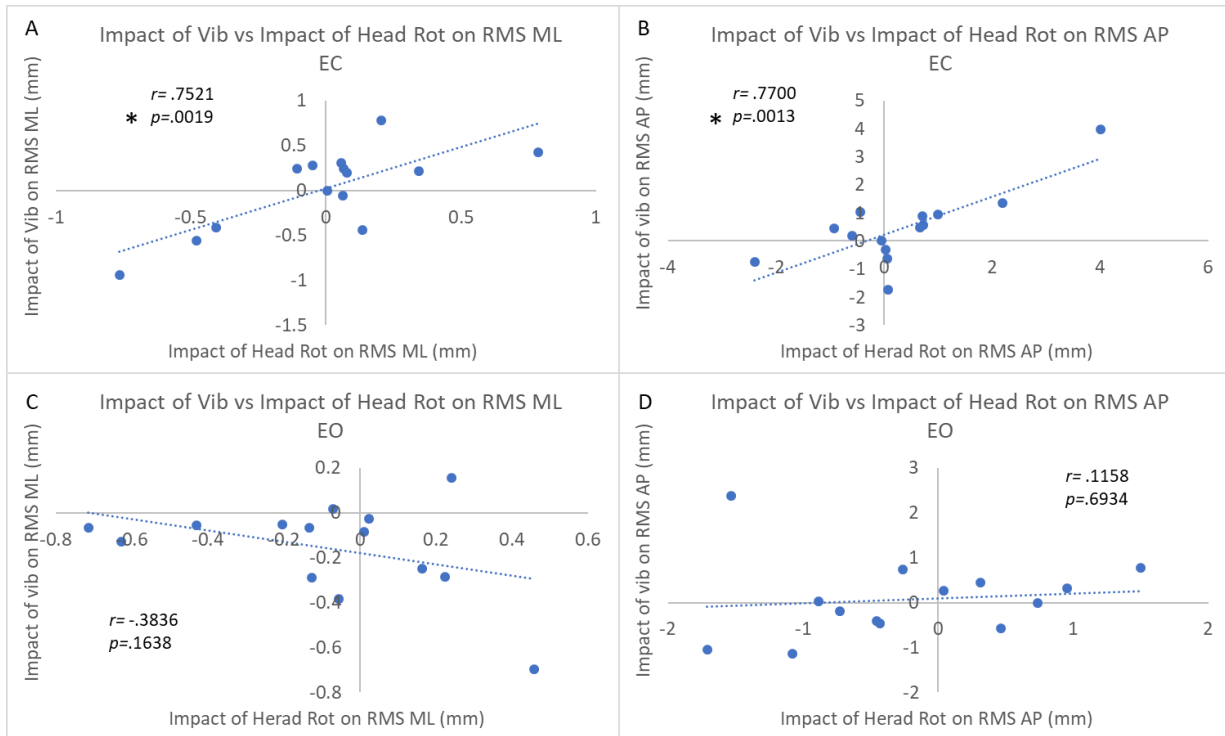 A
Impact of Vib vs Impact of Head Rot on RMS ML
EC
r= .7521
* p=.0019
Impact of Vib on RMS ML (mm)
1
0.5
0
-0.5
-1
-1.5
-1
-0.5
0
0.5
1
Impact of Head Rot on RMS ML (mm)
B
Impact of Vib vs Impact of Head Rot on RMS AP
EC
r= .7700
* p=.0013
Impact of vib on RMS AP (mm)
5
4
3
2
1
0
-1
-2
-3
-4
-2
0
2
4
6
Impact of Herad Rot on RMS AP (mm)
C
Impact of Vib vs Impact of Head Rot on RMS ML
EO
Impact of vib on RMS ML (mm)
0.2
0
-0.2
-0.4
-0.6
-0.8
-0.8
-0.6
-0.4
-0.2
0
0.2
0.4
0.6
r= -.3836
p=.1638
Impact of Herad Rot on RMS ML (mm)
D
Impact of Vib vs Impact of Head Rot on RMS AP
EO
r= .1158
p=.6934
Impact of vib on RMS AP (mm)
3
2
1
0
-1
-2
-2
-1
0
1
2
Impact of Herad Rot on RMS AP (mm)